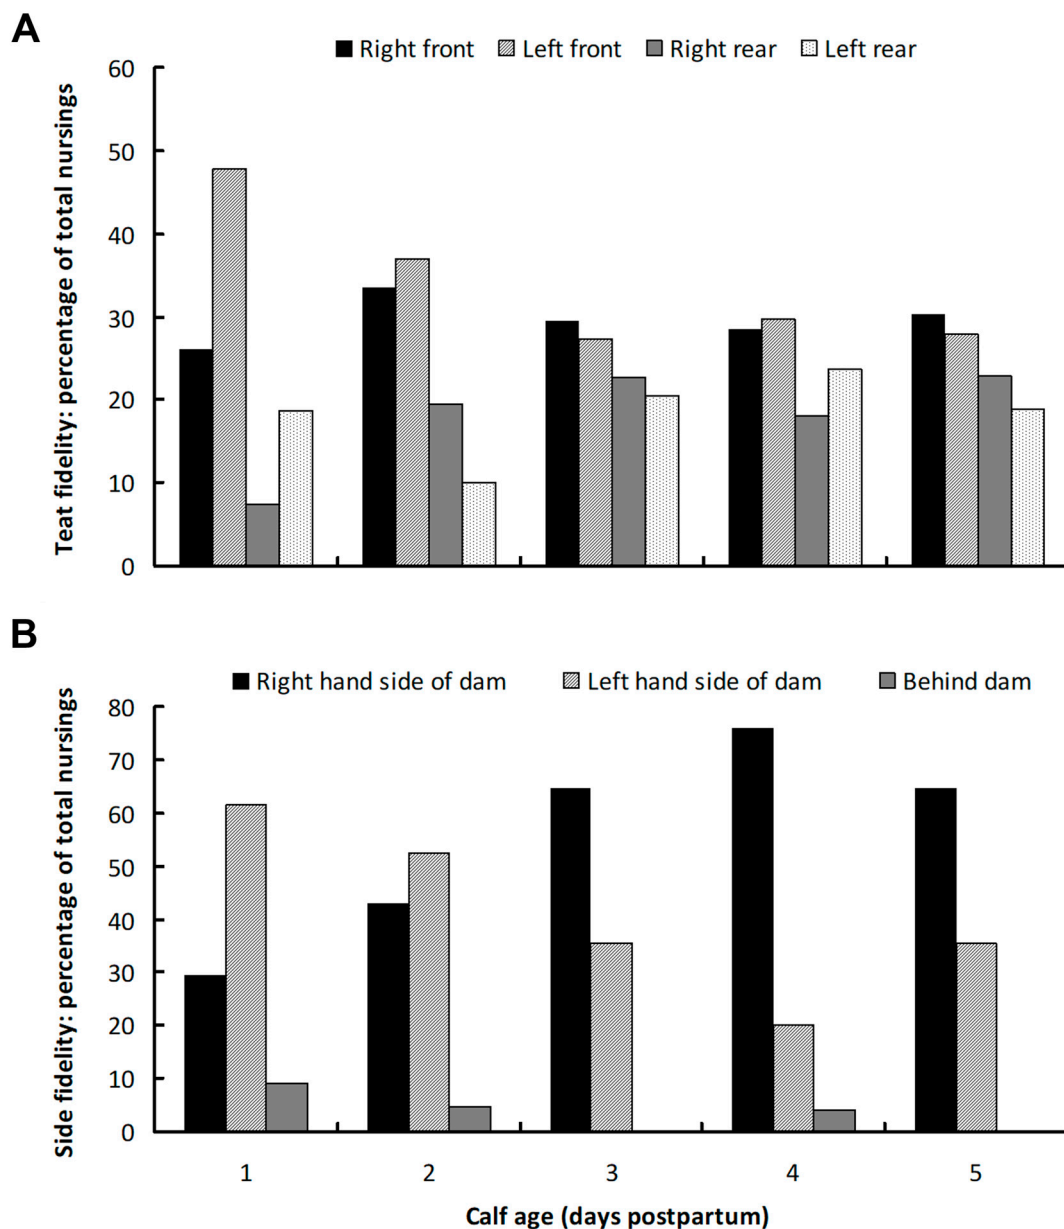 A
Right front Left front Right rear Left rear
Teat fidelity: percentage of total nursings
60
50
40
30
20
10
0
B
Right hand side of dam Left hand side of dam Behind dam
Side fidelity: percentage of total nursings
80
70
60
50
40
30
20
10
0
1 2 3 4 5
Calf age (days postpartum)